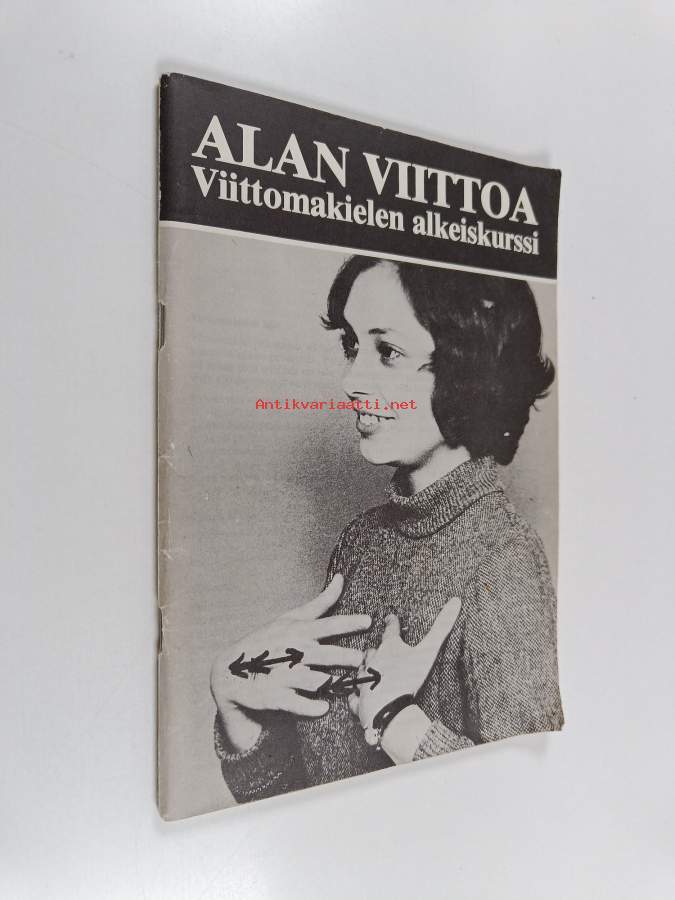 ALAN VIITTOA
Viittomakielen alkeiskurssi
Antikvariaatti.net